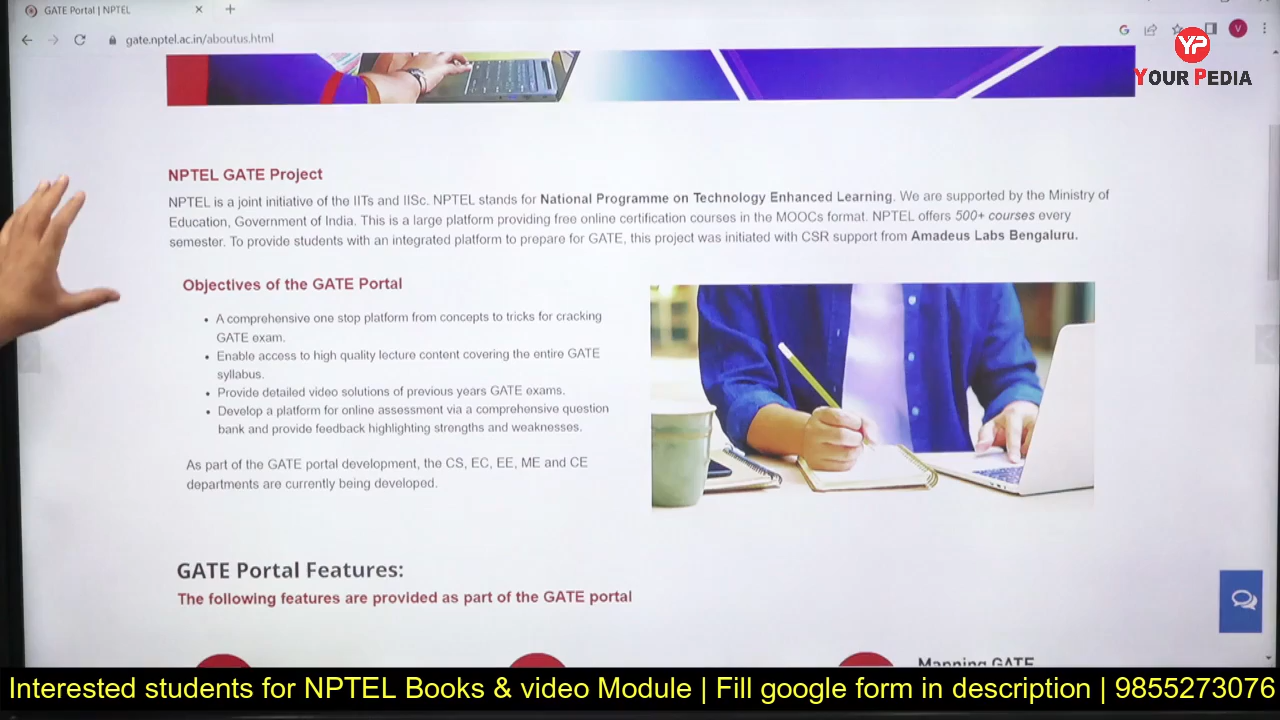 GATE Portal | NPTEL
gate.nptel.ac.in/aboutus.html
V
YP
YOUR PEDIA
NPTEL GATE Project
NPTEL is a joint initiative of the IITs and IISc. NPTEL stands for National Programme on Technology Enhanced Learning. We are supported by the Ministry of
Education, Government of India. This is a large platform providing free online certification courses in the MOOCs format. NPTEL offers 500+ courses every
semester. To provide students with an integrated platform to prepare for GATE, this project was initiated with CSR support from Amadeus Labs Bengaluru.
Objectives of the GATE Portal
• A comprehensive one stop platform from concepts to tricks for cracking
GATE exam.
• Enable access to high quality lecture content covering the entire GATE
syllabus.
• Provide detailed video solutions of previous years GATE exams.
• Develop a platform for online assessment via a comprehensive question
bank and provide feedback highlighting strengths and weaknesses.
As part of the GATE portal development, the CS, EC, EE, ME and CE
departments are currently being developed.
GATE Portal Features:
The following features are provided as part of the GATE portal
Mapping GATE
Interested students for NPTEL Books & video Module | Fill google form in description | 9855273076